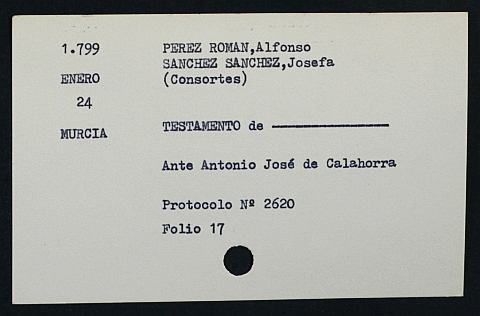 1.799
ENERO
24
MURCIA
PEREZ ROMAN,Alfonso
SANCHEZ SANCHEZ,Josefa
(Consortes)
TESTAMENTO de
Ante Antonio José de Calahorra
Protocolo Nº 2620
Folio 17